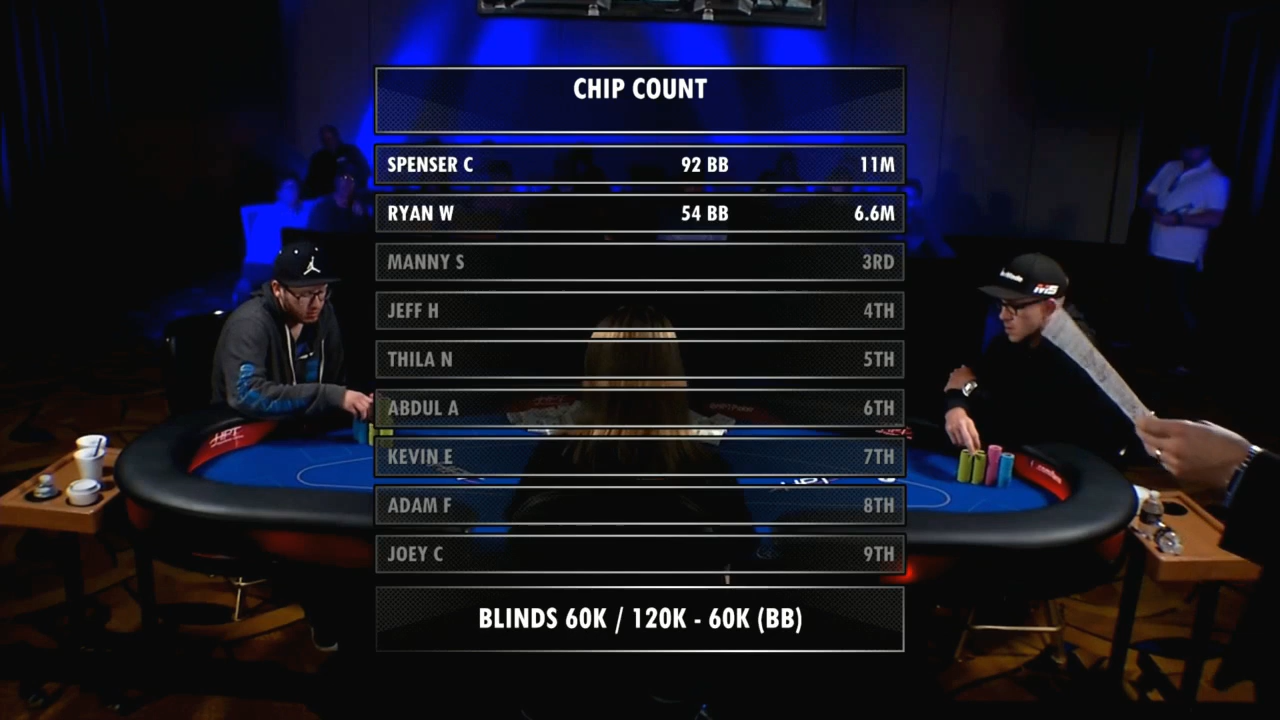 CHIP COUNT
SPENSER C 92 BB 11M
RYAN W 54 BB 6.6M
MANNY S 3RD
JEFF H 4TH
THILA N 5TH
ABDUL A 6TH
HPT
KEVIN E 7TH
ADAM F 8TH
JOEY C 9TH
BLINDS 60K / 120K - 60K (BB)